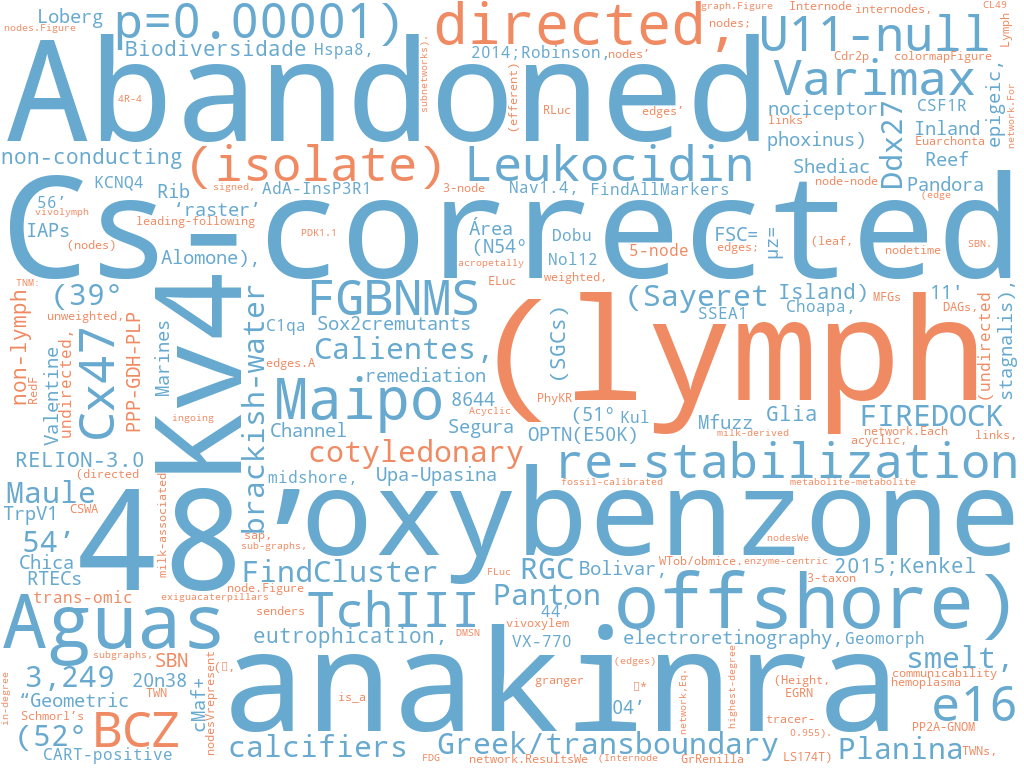 Loberg
p=0.00001)
directed,
graph.Figure
Internode
internodes,
CL49
nodes.Figure
nodes;
U11-null
Lymph
Biodiversidade
Hspa8,
subnetworks).
2014;Robinson,
nodes'
Cdr2p
colormapFigure
Abandoned
4R-4
(efferent)
RLuc
edges'
Varimax
epigeic,
network.For
nociceptor
links
CSF1R
Ddx27
phoxinus)
Inland
Euarchonta
non-conducting
(isolate)
Leukocidin
Shediac
Reef
KCNQ4
Rib
signed,
AdA-InsP3R1
3-node
Nav1.4,
FindAllMarkers
node-node
Pandora
(edge
56’
vivolymph
‘raster’
leading-following
Cs-corrected
IAPs
(nodes)
PDK1.1
Área
(N54°
Dobu
5-node
FSC=
edges;
μz=
(leaf,
nodetime
SBN.
Alomone),
acropetally
Nol12
TNM:
(39°
ELuc
weighted,
(Sayeret
Island)
MFGs
11'
DAGs,
(undirected
unweighted,
KV4
FGBNMS
SSEA1
Choapa,
non-lymph
RedF
C1qa
Sox2cremutants
(SGCs)
(lymph
stagnalis),
Valentine
undirected,
Cx47
PPP-GDH-PLP
Marines
brackish-water
Calientes,
edges.A
remediation
PhyKR
Maipo
8644
Acyclic
(51°
Kul
Mfuzz
Glia
FIREDOCK
ingoing
Channel
Segura
OPTN(E50K)
milk-derived
network.Each
acyclic,
links,
RELION-3.0
(directed
cotyledonary
re-stabilization
midshore,
Upa-Upasina
fossil-calibrated
metabolite-metabolite
Maule
TrpV1
CSWA
milk-associated
48’
oxybenzone
54’
sap,
sub-graphs,
nodesWe
Chica
RTECs
FindCluster
FLuc
RGC
Bolivar,
WTob/obmice.
enzyme-centric
2015;Kenkel
3-taxon
trans-omic
exiguacaterpillars
node.Figure
senders
TchIII
Panton
44’
offshore)
Aguas
vivoxylem
eutrophication,
DMSN
VX-770
electroretinography,
Geomorph
subgraphs,
SBN
anakinra
(edges)
smelt,
3,249
20n38
nodesVrepresent
granger
highest-degree
(Height,
communicability
hemoplasma
in-degree
“Geometric
TWN
cMaff+
is_a
network,Eq.
EGRN
e16
Schmorl’s
BCZ
04’
tracer-
0.955).
PP2A-GNOM
(52°
CART-positive
calcifiers
FDG
Greek/transboundary
network.ResultsWe
(Internode
GrRenilla
LS174T)
Planina
TWNs,